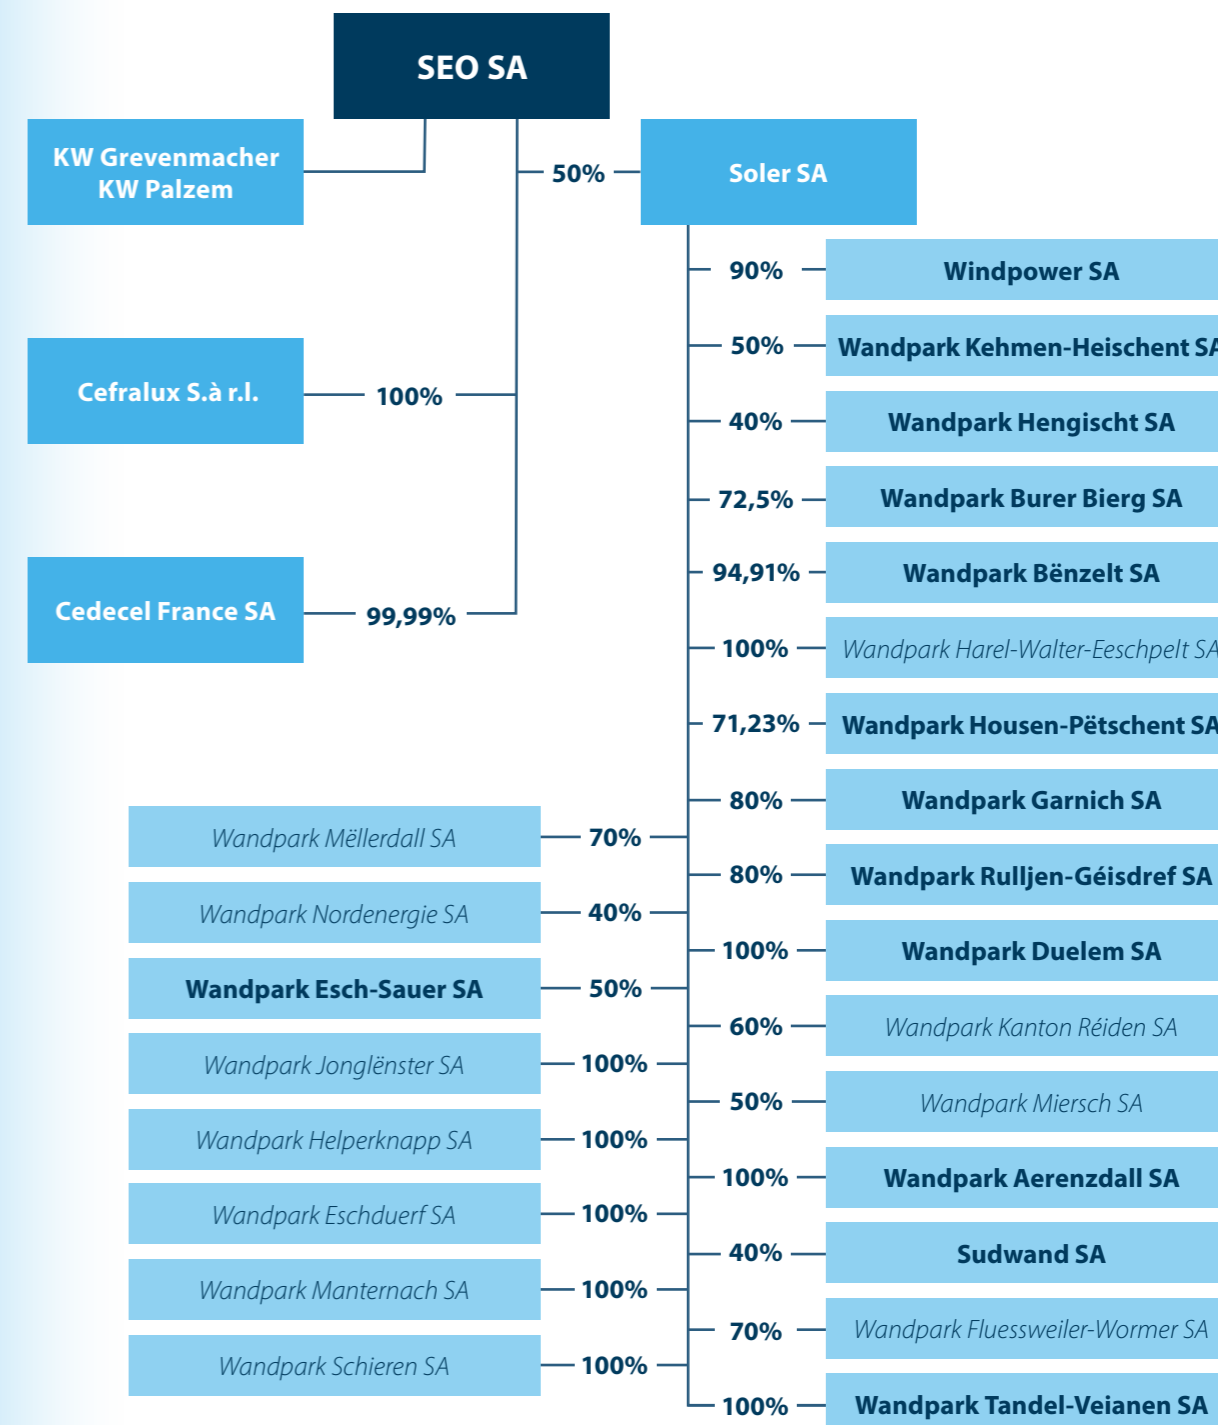 SEO SA
KW Grevenmacher
KW Palzem
50%
Soler SA
90%
Windpower SA
50%
Wandpark Kehmen-Heischent SA
40%
Wandpark Hengischt SA
Cefralux S.à r.l.
100%
72,5%
Wandpark Burer Bierg SA
94,91%
Wandpark Bënzelt SA
Cedecel France SA
99,99%
100%
Wandpark Harel-Walter-Eeschpelt SA
71,23%
Wandpark Housen-Pëtschent SA
80%
Wandpark Garnich SA
80%
Wandpark Rulljen-Géisdref SA
100%
Wandpark Duelem SA
60%
Wandpark Kanton Réiden SA
50%
Wandpark Miersch SA
100%
Wandpark Aerenzdall SA
40%
Sudwand SA
70%
Wandpark Fluessweiler-Wormer SA
100%
Wandpark Tandel-Veianen SA
Wandpark Mëllerdall SA
70%
Wandpark Nordenergie SA
40%
Wandpark Esch-Sauer SA
50%
Wandpark Jonglënster SA
100%
Wandpark Helperknapp SA
100%
Wandpark Eschduerf SA
100%
Wandpark Manternach SA
100%
Wandpark Schieren SA
100%